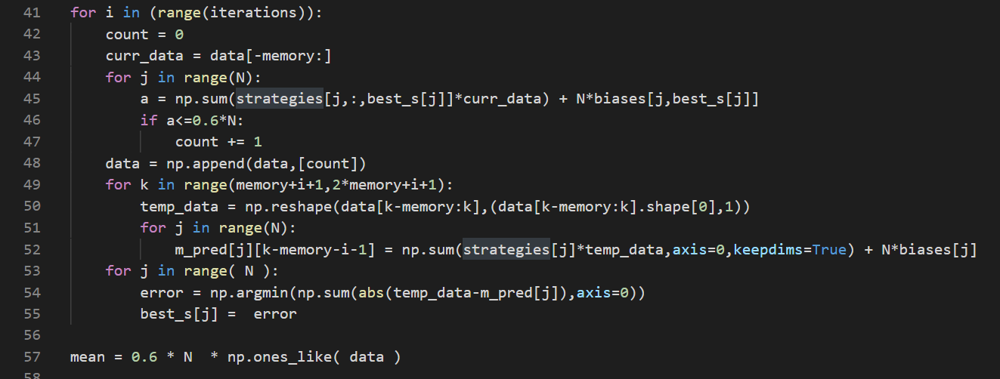 41 for i in (range(iterations)):
42     count = 0
43     curr_data = data[-memory:]
44     for j in range(N):
45         a = np.sum(strategies[j,:,best_s[j]]*curr_data) + N*biases[j,best_s[j]]
46         if a<=0.6*N:
47             count += 1
48     data = np.append(data,[count])
49     for k in range(memory+i+1,2*memory+i+1):
50         temp_data = np.reshape(data[k-memory:k],(data[k-memory:k].shape[0],1))
51         for j in range(N):
52             m_pred[j][k-memory-i-1] = np.sum(strategies[j]*temp_data,axis=0,keepdims=True) + N*biases[j]
53     for j in range( N ):
54         error = np.argmin(np.sum(abs(temp_data-m_pred[j]),axis=0))
55         best_s[j] =  error
56
57 mean = 0.6 * N  * np.ones_like( data )
58